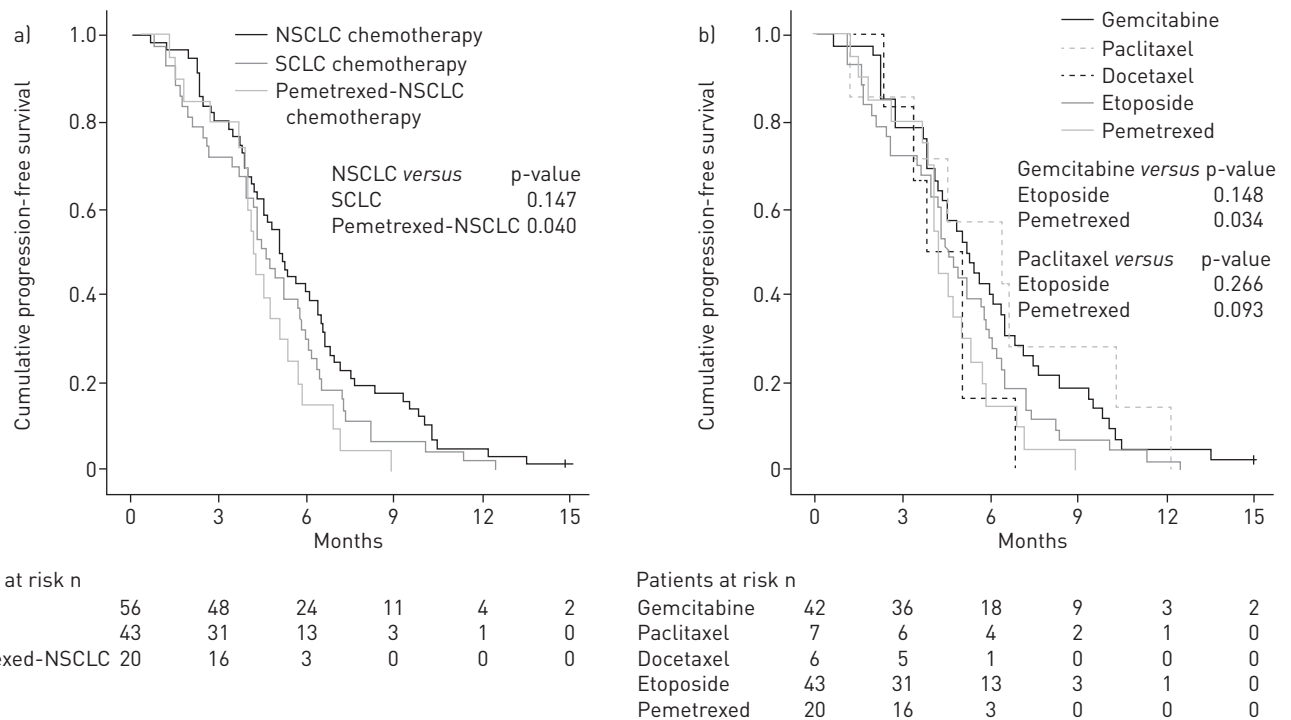 a)
1.0
0.8
0.6
0.4
0.2
0
Cumulative progression-free survival
NSCLC chemotherapy
SCLC chemotherapy
Pemetrexed-NSCLC
chemotherapy
NSCLC versus p-value
SCLC 0.147
Pemetrexed-NSCLC 0.040
0 3 6 9 12 15
Months
at risk n
56 48 24 11 4 2
43 31 13 3 1 0
exed-NSCLC 20 16 3 0 0 0
b)
1.0
0.8
0.6
0.4
0.2
0
Cumulative progression-free survival
Gemcitabine
Paclitaxel
Docetaxel
Etoposide
Pemetrexed
Gemcitabine versus p-value
Etoposide 0.148
Pemetrexed 0.034
Paclitaxel versus p-value
Etoposide 0.266
Pemetrexed 0.093
0 3 6 9 12 15
Months
Patients at risk n
Gemcitabine 42 36 18 9 3 2
Paclitaxel 7 6 4 2 1 0
Docetaxel 6 5 1 0 0 0
Etoposide 43 31 13 3 1 0
Pemetrexed 20 16 3 0 0 0